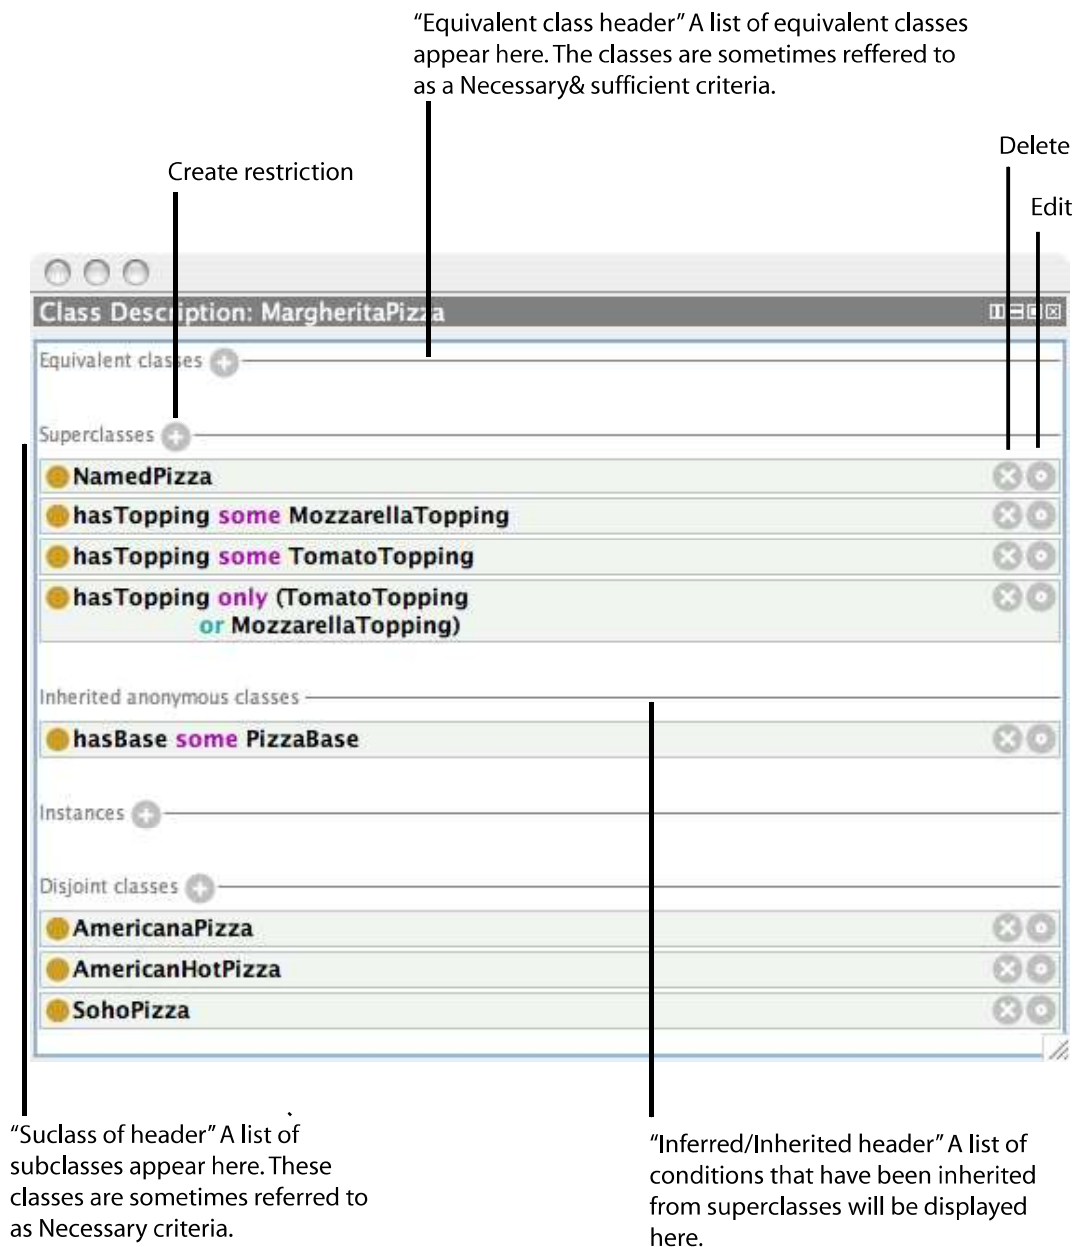 “Equivalent class header” A list of equivalent classes
appear here. The classes are sometimes reffered to
as a Necessary& sufficient criteria.
Delete
Create restriction
Edit
Class Description: MargheritaPizza
Equivalent classes
Superclasses
NamedPizza
hasTopping some MozzarellaTopping
hasTopping some TomatoTopping
hasTopping only (TomatoTopping
or MozzarellaTopping)
Inherited anonymous classes
hasBase some PizzaBase
Instances
Disjoint classes
AmericanaPizza
AmericanHotPizza
SohoPizza
“Suclass of header” A list of
subclasses appear here. These
classes are sometimes referred to
as Necessary criteria.
“Inferred/Inherited header” A list of
conditions that have been inherited
from superclasses will be displayed
here.